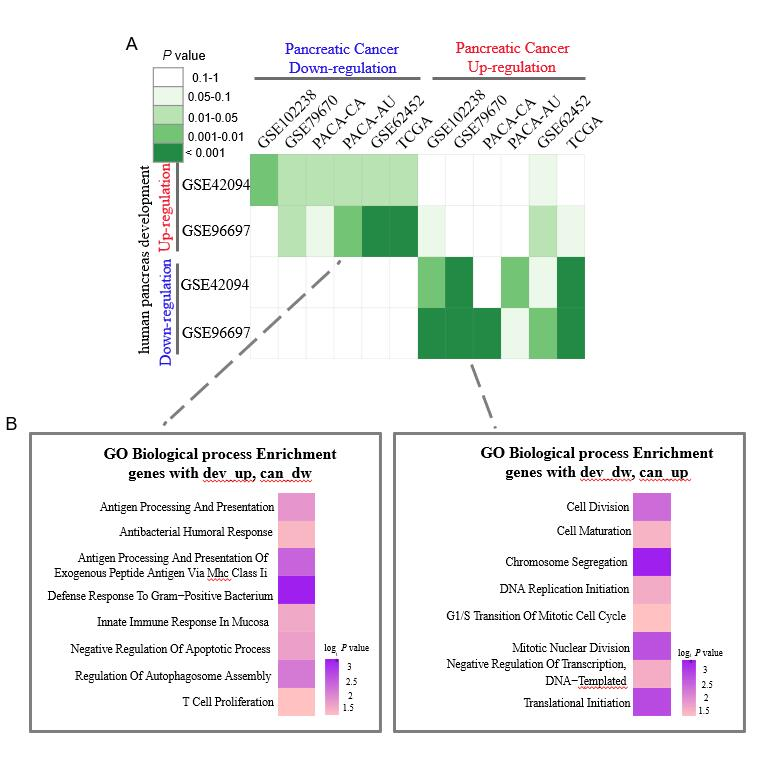 A
P value
0.1-1
0.05-0.1
0.01-0.05
0.001-0.01
< 0.001
Pancreatic Cancer
Down-regulation
Pancreatic Cancer
Up-regulation
GSE102238
GSE79670
PACA-CA
PACA-AU
GSE62452
TCGA
GSE102238
GSE79670
PACA-CA
PACA-AU
GSE62452
TCGA
human pancreas development
Up-regulation
Down-regulation
GSE42094
GSE96697
GSE42094
GSE96697
B
GO Biological process Enrichment
genes with dev_up, can_dw
Antigen Processing And Presentation
Antibacterial Humoral Response
Antigen Processing And Presentation Of
Exogenous Peptide Antigen Via Mhc Class Ii
Defense Response To Gram−Positive Bacterium
Innate Immune Response In Mucosa
Negative Regulation Of Apoptotic Process
Regulation Of Autophagosome Assembly
T Cell Proliferation
log, P value
3
2.5
2
1.5
GO Biological process Enrichment
genes with dev_dw, can_up
Cell Division
Cell Maturation
Chromosome Segregation
DNA Replication Initiation
G1/S Transition Of Mitotic Cell Cycle
Mitotic Nuclear Division
Negative Regulation Of Transcription,
DNA−Templated
Translational Initiation
log, P value
3
2.5
2
1.5